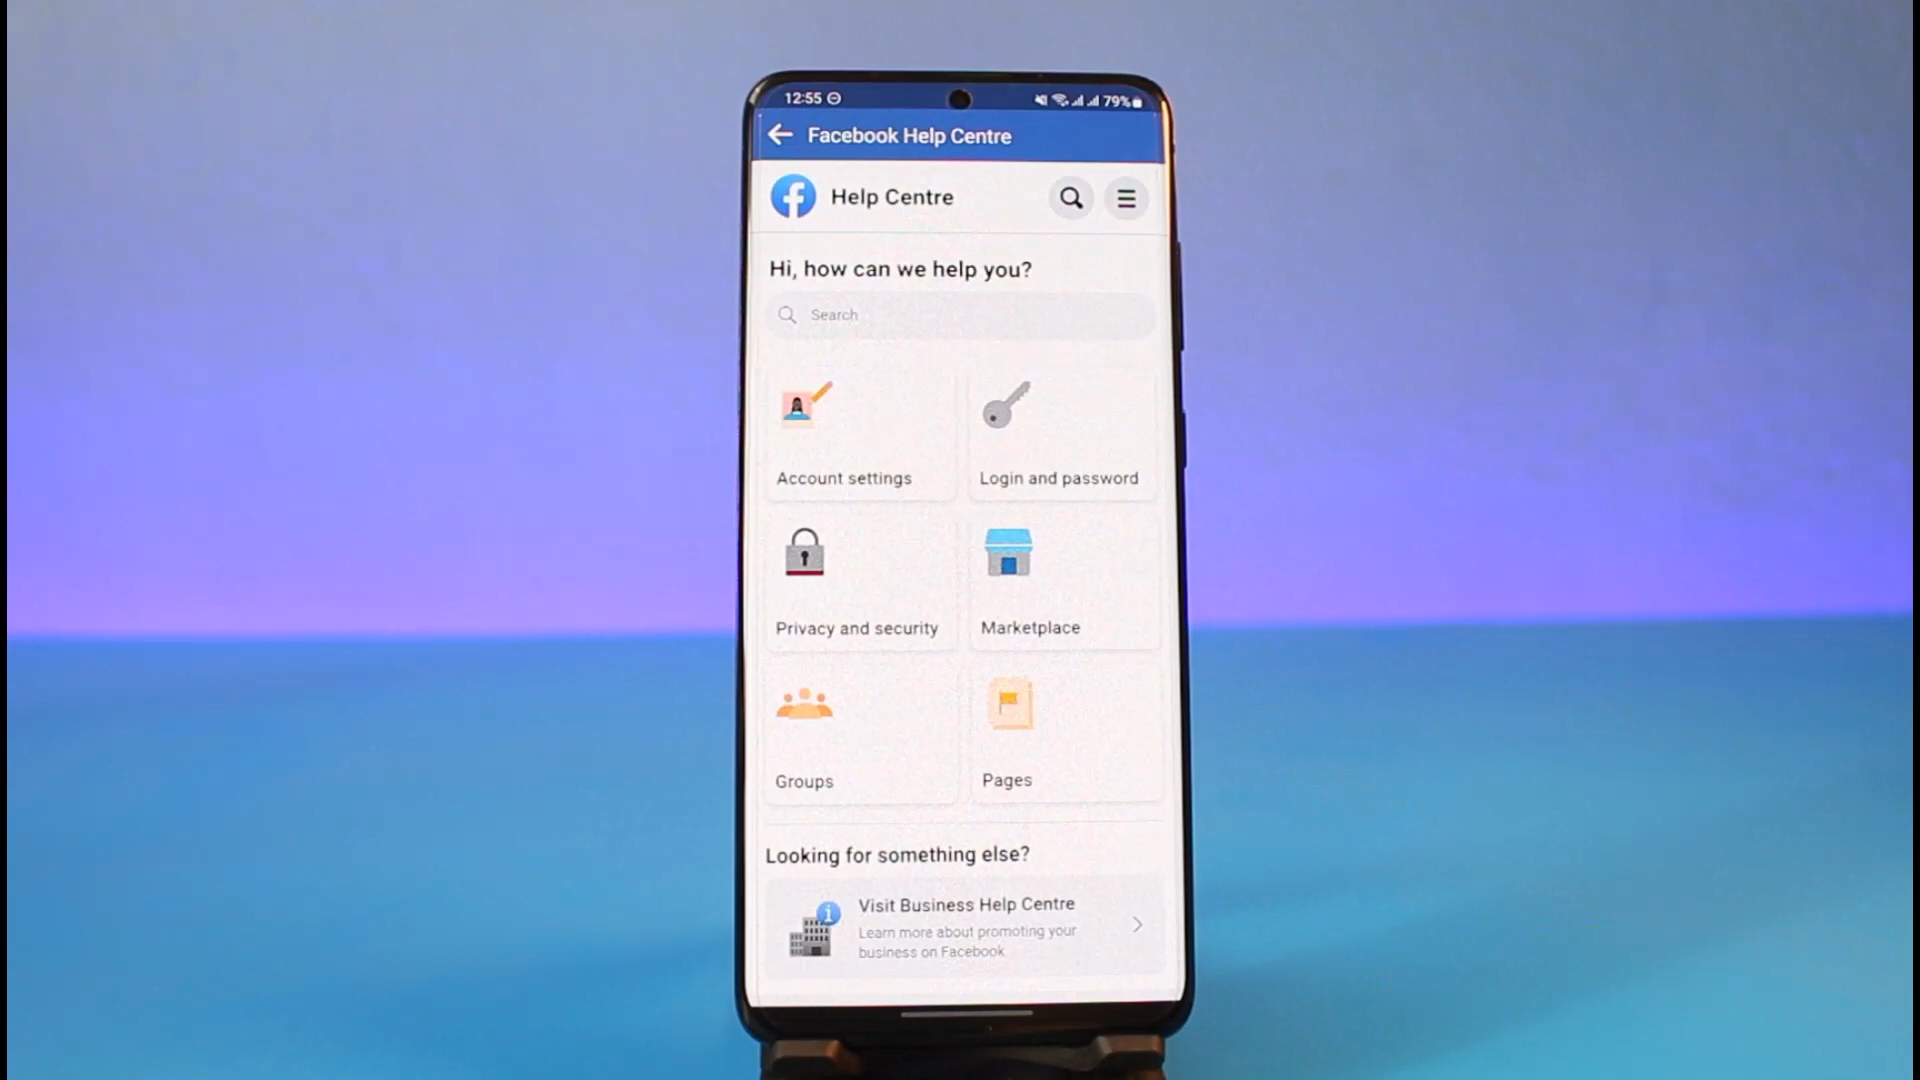 12:55
79%
Facebook Help Centre
Help Centre
Hi, how can we help you?
Search
Account settings
Login and password
Privacy and security
Marketplace
Groups
Pages
Looking for something else?
Visit Business Help Centre
Learn more about promoting your
business on Facebook